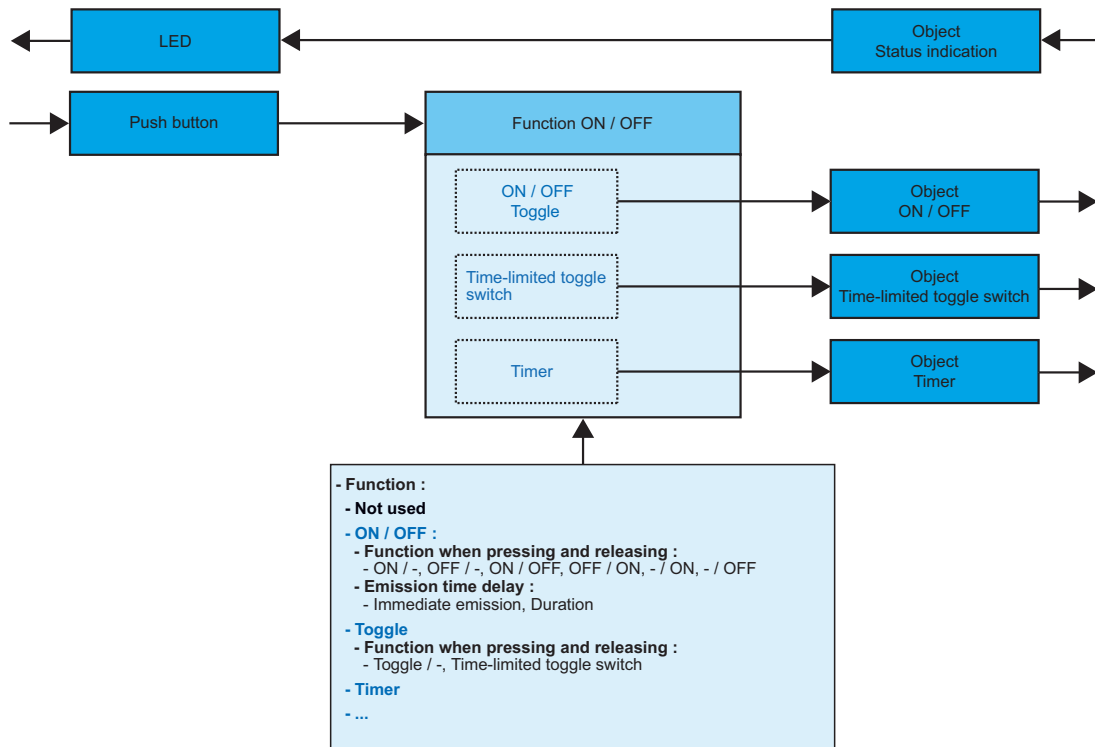 LED
Object
Status indication
Push button
Function ON / OFF
ON / OFF
Toggle
Object
ON / OFF
Time-limited toggle
switch
Object
Time-limited toggle switch
Timer
Object
Timer
- Function :
- Not used
- ON / OFF :
- Function when pressing and releasing :
- ON / -, OFF / -, ON / OFF, OFF / ON, - / ON, - / OFF
- Emission time delay :
- Immediate emission, Duration
- Toggle
- Function when pressing and releasing :
- Toggle / -, Time-limited toggle switch
- Timer
- ...